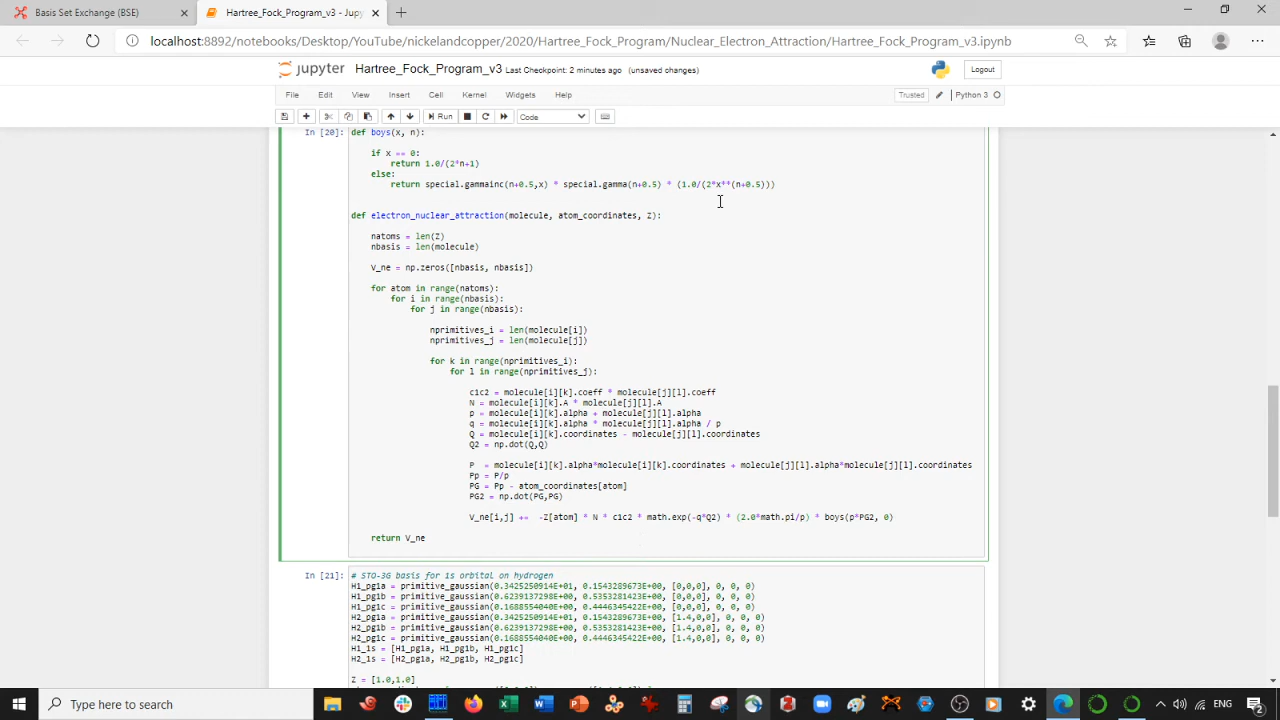 Basis Set Exchange (BSE)
Hartree_Fock_Program_v3 - Jupy
localhost:8892/notebooks/Desktop/YouTube/nickelandcopper/2020/Hartree_Fock_Program/Nuclear_Electron_Attraction/Hartree_Fock_Program_v3.ipynb
jupyter Hartree_Fock_Program_v3 Last Checkpoint: 2 minutes ago (unsaved changes) Logout
File Edit View Insert Cell Kernel Widgets Help Trusted Python 3
Run Code
In [20]: def boys(x, n):
if x == 0:
return 1.0/(2*n+1)
else:
return special.gammainc(n+0.5,x) * special.gamma(n+0.5) * (1.0/(2*x**(n+0.5)))
def electron_nuclear_attraction(molecule, atom_coordinates, Z):
natoms = len(Z)
nbasis = len(molecule)
V_ne = np.zeros([nbasis, nbasis])
for atom in range(natoms):
for i in range(nbasis):
for j in range(nbasis):
nprimitives_i = len(molecule[i])
nprimitives_j = len(molecule[j])
for k in range(nprimitives_i):
for l in range(nprimitives_j):
c1c2 = molecule[i][k].coeff * molecule[j][l].coeff
N = molecule[i][k].A * molecule[j][l].A
p = molecule[i][k].alpha + molecule[j][l].alpha
q = molecule[i][k].alpha * molecule[j][l].alpha / p
Q = molecule[i][k].coordinates - molecule[j][l].coordinates
Q2 = np.dot(Q,Q)
P = molecule[i][k].alpha*molecule[i][k].coordinates + molecule[j][l].alpha*molecule[j][l].coordinates
Pp = P/p
PG = Pp - atom_coordinates[atom]
PG2 = np.dot(PG,PG)
V_ne[i,j] += -Z[atom] * N * c1c2 * math.exp(-q*Q2) * (2.0*math.pi/p) * boys(p*PG2, 0)
return V_ne
In [21]: # STO-3G basis for 1s orbital on hydrogen
H1_pg1a = primitive_gaussian(0.3425250914E+01, 0.1543289673E+00, [0,0,0], 0, 0, 0)
H1_pg1b = primitive_gaussian(0.6239137298E+00, 0.5353281423E+00, [0,0,0], 0, 0, 0)
H1_pg1c = primitive_gaussian(0.1688554040E+00, 0.4446345422E+00, [0,0,0], 0, 0, 0)
H2_pg1a = primitive_gaussian(0.3425250914E+01, 0.1543289673E+00, [1.4,0,0], 0, 0, 0)
H2_pg1b = primitive_gaussian(0.6239137298E+00, 0.5353281423E+00, [1.4,0,0], 0, 0, 0)
H2_pg1c = primitive_gaussian(0.1688554040E+00, 0.4446345422E+00, [1.4,0,0], 0, 0, 0)
H1_1s = [H1_pg1a, H1_pg1b, H1_pg1c]
H2_1s = [H2_pg1a, H2_pg1b, H2_pg1c]
Z = [1.0,1.0]
Type here to search
ENG